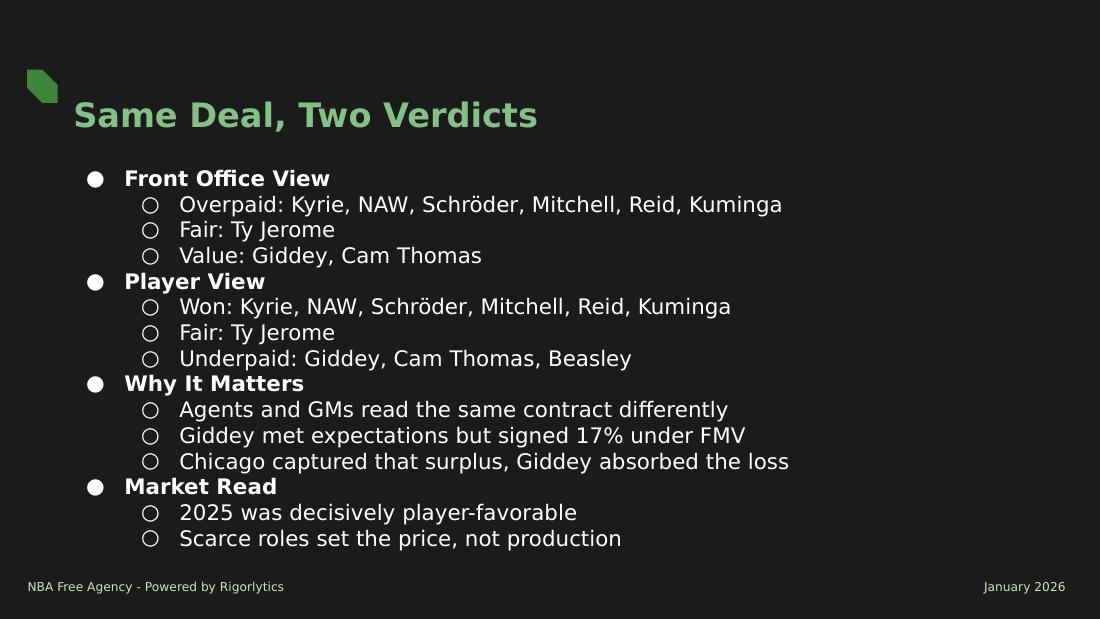 Same Deal, Two Verdicts
● Front Office View
○ Overpaid: Kyrie, NAW, Schröder, Mitchell, Reid, Kuminga
○ Fair: Ty Jerome
○ Value: Giddey, Cam Thomas
● Player View
○ Won: Kyrie, NAW, Schröder, Mitchell, Reid, Kuminga
○ Fair: Ty Jerome
○ Underpaid: Giddey, Cam Thomas, Beasley
● Why It Matters
○ Agents and GMs read the same contract differently
○ Giddey met expectations but signed 17% under FMV
○ Chicago captured that surplus, Giddey absorbed the loss
● Market Read
○ 2025 was decisively player-favorable
○ Scarce roles set the price, not production
NBA Free Agency - Powered by Rigorlytics
January 2026